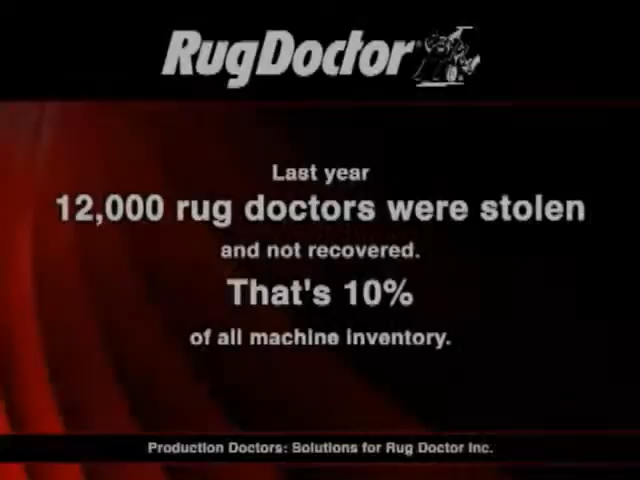 RugDoctor
Last year
12,000 rug doctors were stolen
and not recovered.
That's 10%
of all machine inventory.
Production Doctors: Solutions for Rug Doctor Inc.